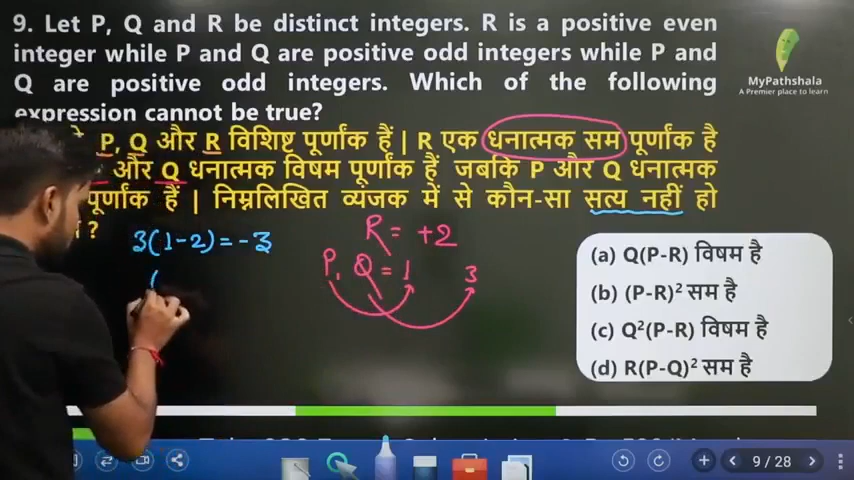 9. Let P, Q and R be distinct integers. R is a positive even
integer while P and Q are positive odd integers while P and
Q are positive odd integers. Which of the following
expression cannot be true?
MyPathshala
A Premier place to learn
P, Q और R विशिष्ट पूर्णांक हैं | R एक धनात्मक सम पूर्णांक है
और Q धनात्मक विषम पूर्णांक हैं जबकि P और Q धनात्मक
पूर्णांक हैं | निम्नलिखित व्यंजक में से कौन-सा सत्य नहीं हो
?
3(1-2)=-3
R= +2
P, Q = 1 3
(a) Q(P-R) विषम है
(b) (P-R)² सम है
(c) Q²(P-R) विषम है
(d) R(P-Q)² सम है
9 / 28